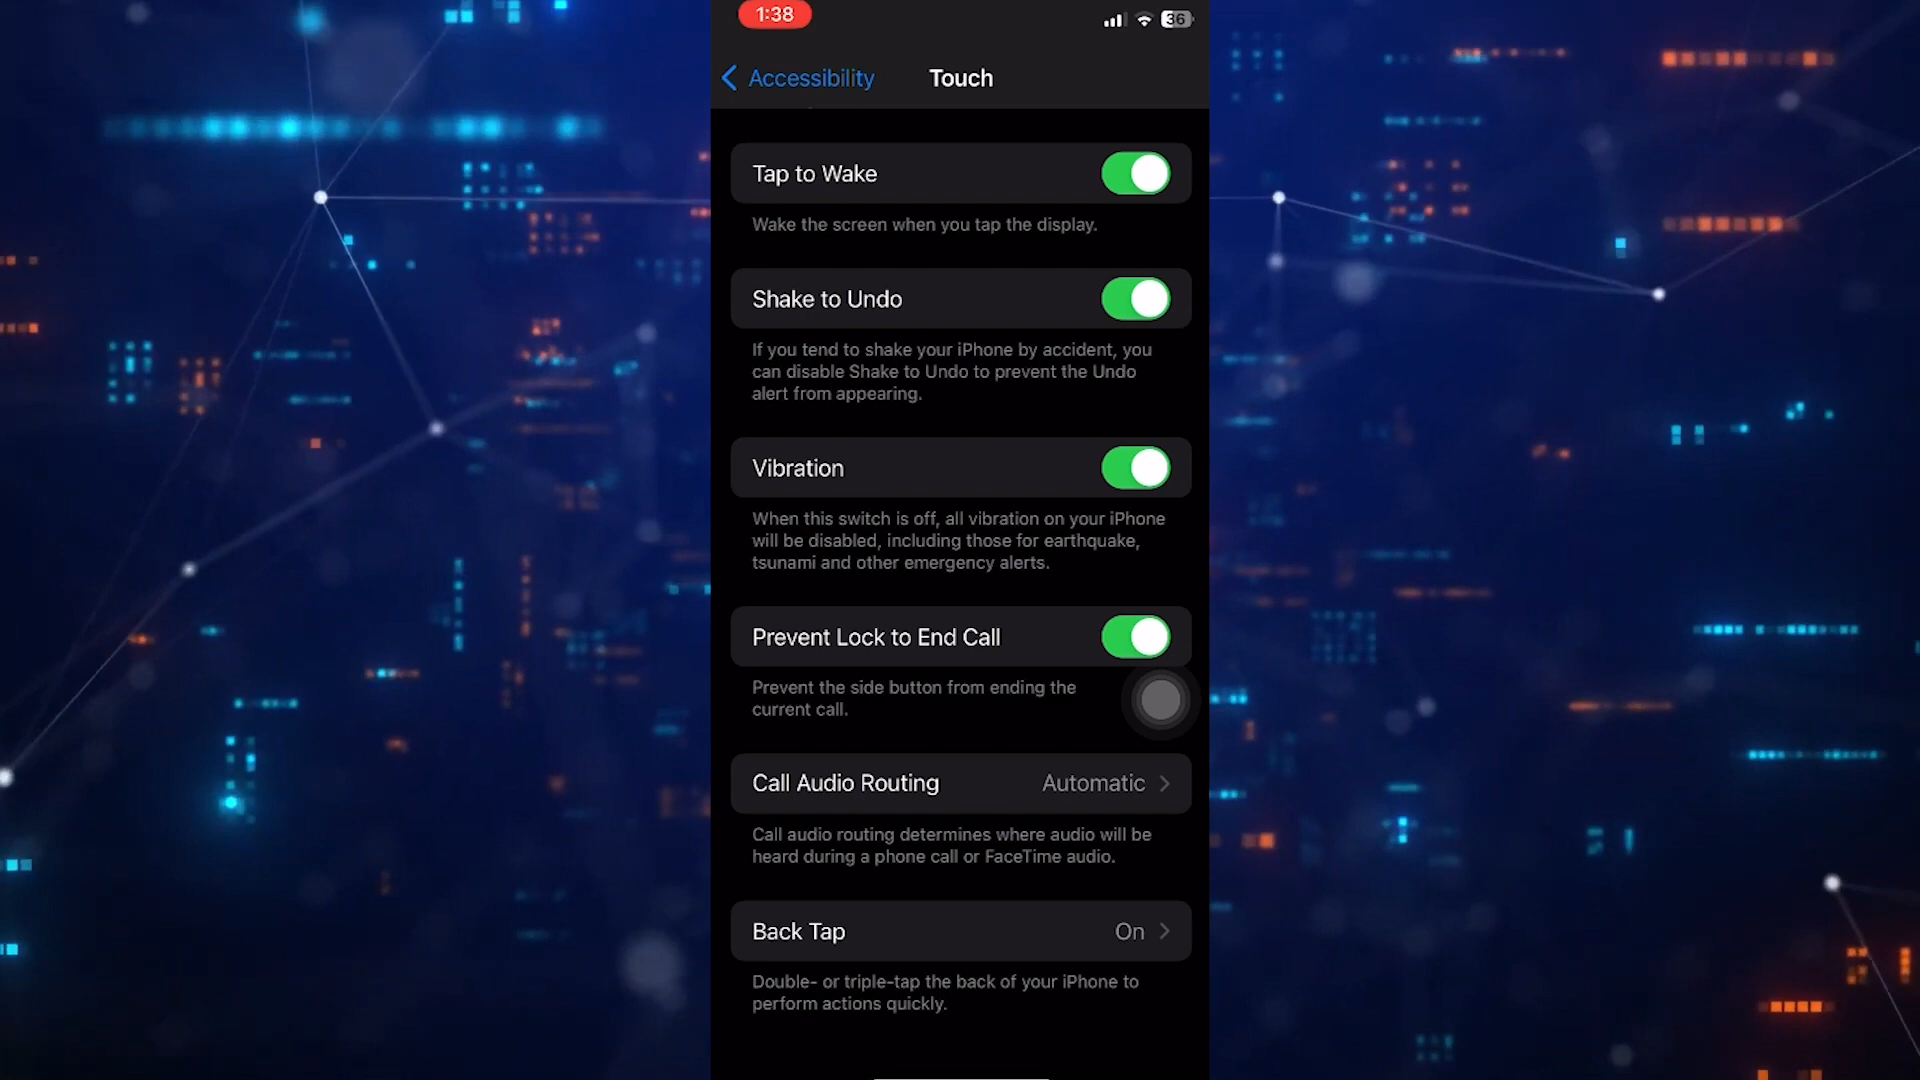 1:38
36
Accessibility
Touch
Tap to Wake
Wake the screen when you tap the display.
Shake to Undo
If you tend to shake your iPhone by accident, you
can disable Shake to Undo to prevent the Undo
alert from appearing.
Vibration
When this switch is off, all vibration on your iPhone
will be disabled, including those for earthquake,
tsunami and other emergency alerts.
Prevent Lock to End Call
Prevent the side button from ending the
current call.
Call Audio Routing
Automatic
Call audio routing determines where audio will be
heard during a phone call or FaceTime audio.
Back Tap
On
Double- or triple-tap the back of your iPhone to
perform actions quickly.